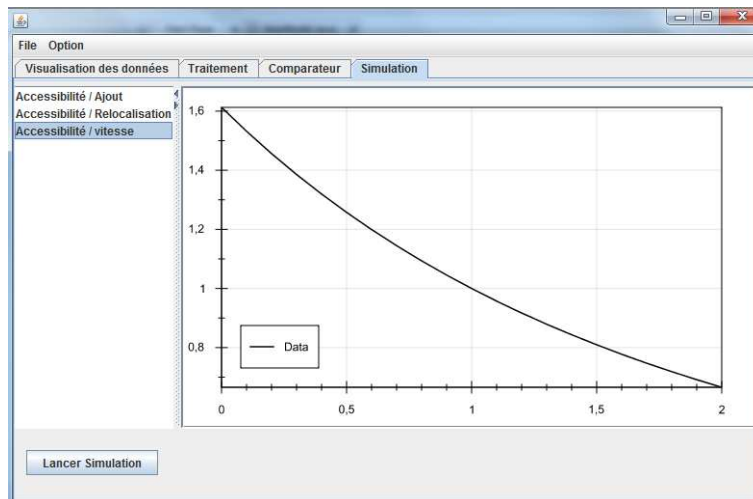 File Option
Visualisation des données Traitement Comparateur Simulation
Accessibilité / Ajout
Accessibilité / Relocalisation
Accessibilité / vitesse
1,6
1,4
1,2
1
0,8
Data
0 0,5 1 1,5 2
Lancer Simulation